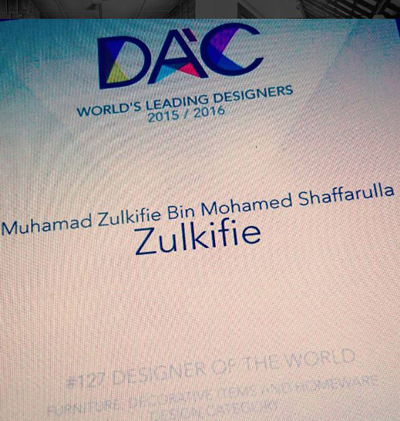 DAC
WORLD'S LEADING DESIGNERS
2015 / 2016
Muhamad Zulkifie Bin Mohamed Shaffarulla
Zulkifie
#127 DESIGNER OF THE WORLD
FURNITURE, DECORATIVE ITEMS AND HOMEWARE
DESIGN CATEGORY